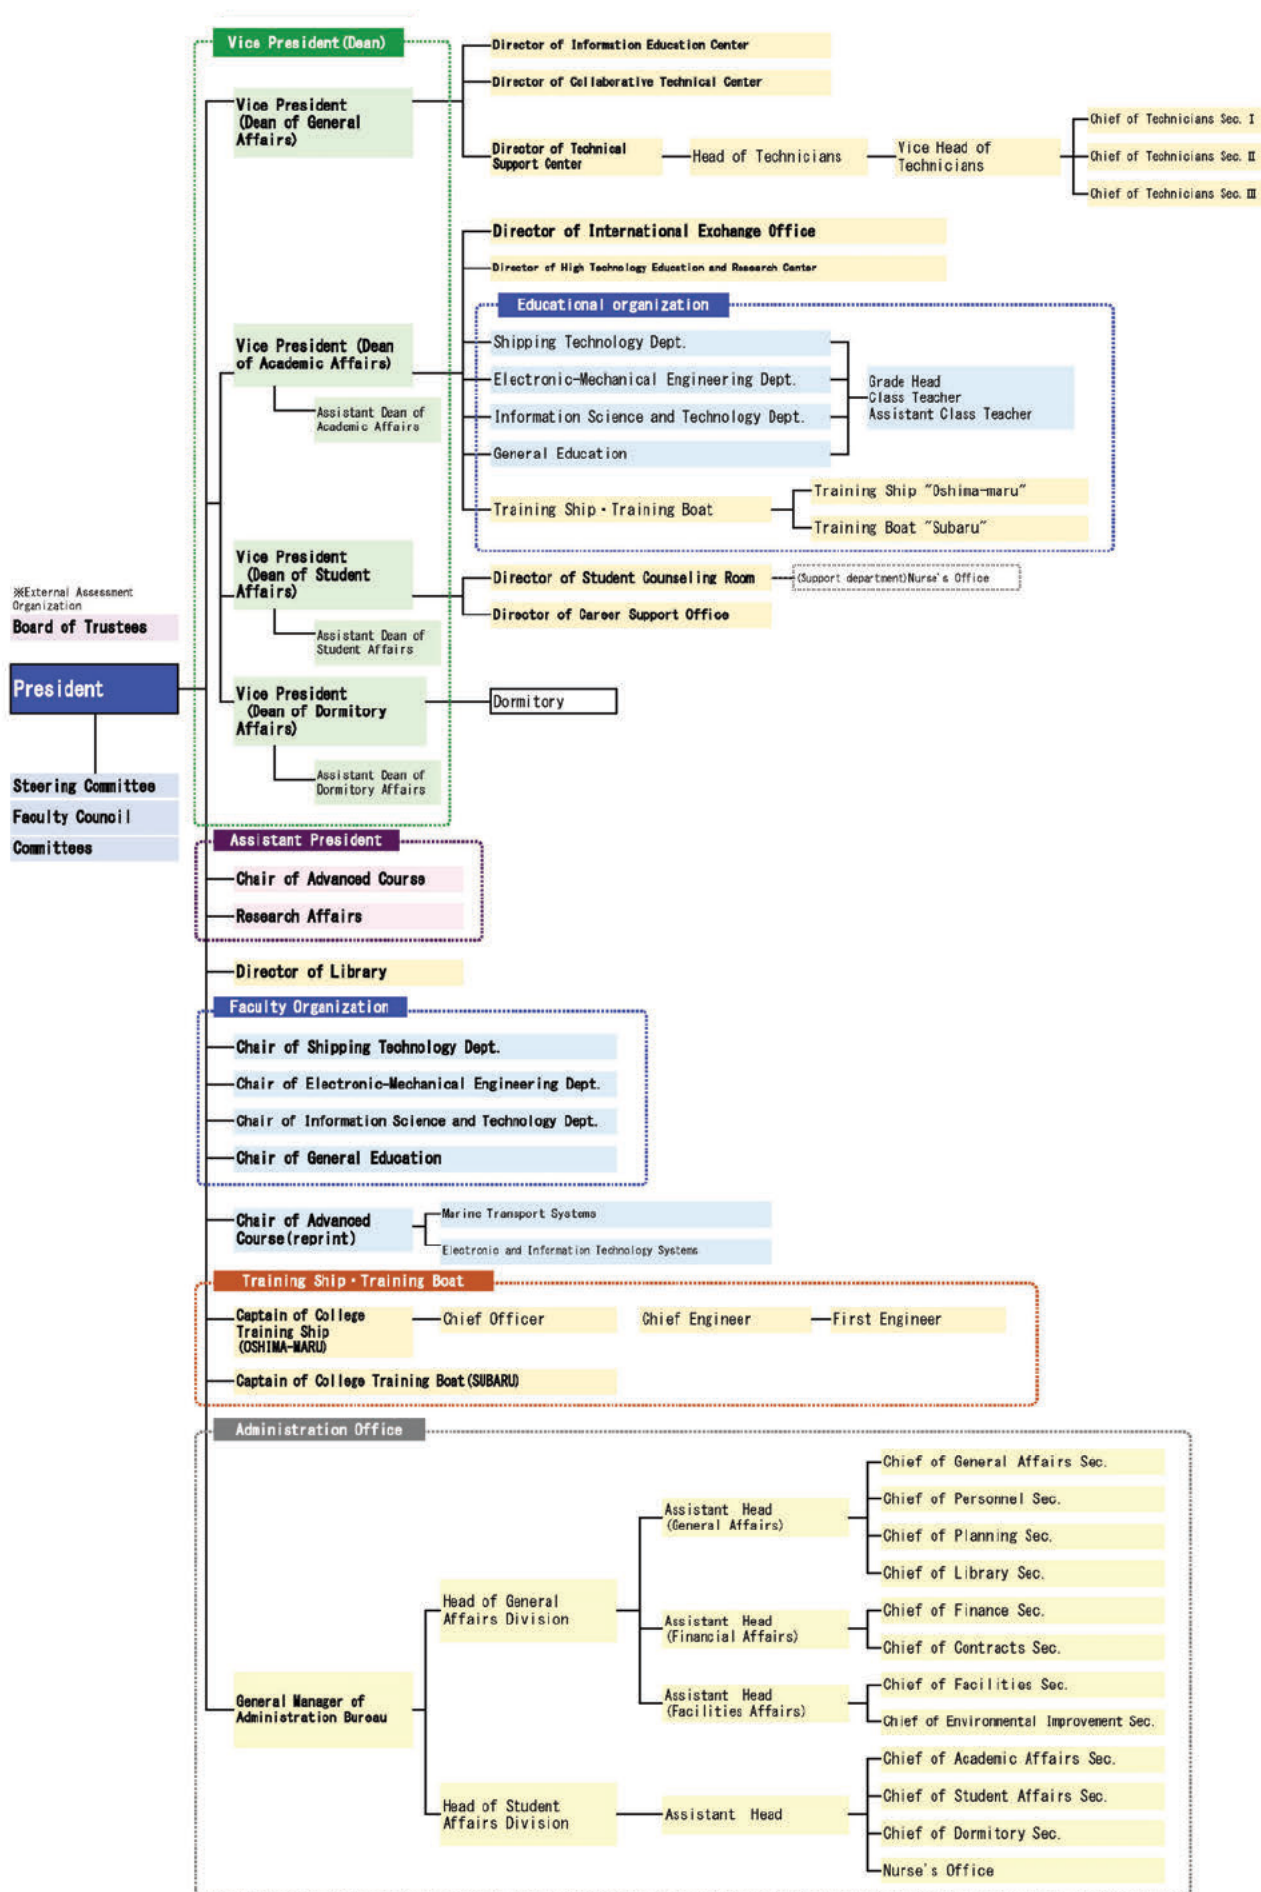 Vice President(Dean)
Vice President
(Dean of General
Affairs)
Director of Information Education Center
Director of Collaborative Technical Center
Director of Technical
Support Center
Head of Technicians
Vice Head of
Technicians
Chief of Technicians Sec. Ⅰ
Chief of Technicians Sec. Ⅱ
Chief of Technicians Sec. Ⅲ
Director of International Exchange Office
Director of High Technology Education and Research Center
Educational organization
Vice President (Dean
of Academic Affairs)
Assistant Dean of
Academic Affairs
Shipping Technology Dept.
Electronic-Mechanical Engineering Dept.
Information Science and Technology Dept.
General Education
Grade Head
Class Teacher
Assistant Class Teacher
Training Ship・Training Boat
Training Ship "Oshima-maru"
Training Boat "Subaru"
Vice President
(Dean of Student
Affairs)
Assistant Dean of
Student Affairs
Director of Student Counseling Room
(Support department)Nurse's Office
Director of Career Support Office
※External Assessment
Organization
Board of Trustees
President
Vice President
(Dean of Dormitory
Affairs)
Dormitory
Assistant Dean of
Dormitory Affairs
Steering Committee
Faculty Council
Committees
Assistant President
Chair of Advanced Course
Research Affairs
Director of Library
Faculty Organization
Chair of Shipping Technology Dept.
Chair of Electronic-Mechanical Engineering Dept.
Chair of Information Science and Technology Dept.
Chair of General Education
Chair of Advanced
Course(reprint)
Marine Transport Systems
Electronic and Information Technology Systems
Training Ship・Training Boat
Captain of College
Training Ship
(OSHIMA-MARU)
Chief Officer
Chief Engineer
First Engineer
Captain of College Training Boat(SUBARU)
Administration Office
General Manager of
Administration Bureau
Head of General
Affairs Division
Assistant Head
(General Affairs)
Chief of General Affairs Sec.
Chief of Personnel Sec.
Chief of Planning Sec.
Chief of Library Sec.
Assistant Head
(Financial Affairs)
Chief of Finance Sec.
Chief of Contracts Sec.
Assistant Head
(Facilities Affairs)
Chief of Facilities Sec.
Chief of Environmental Improvement Sec.
Head of Student
Affairs Division
Assistant Head
Chief of Academic Affairs Sec.
Chief of Student Affairs Sec.
Chief of Dormitory Sec.
Nurse's Office